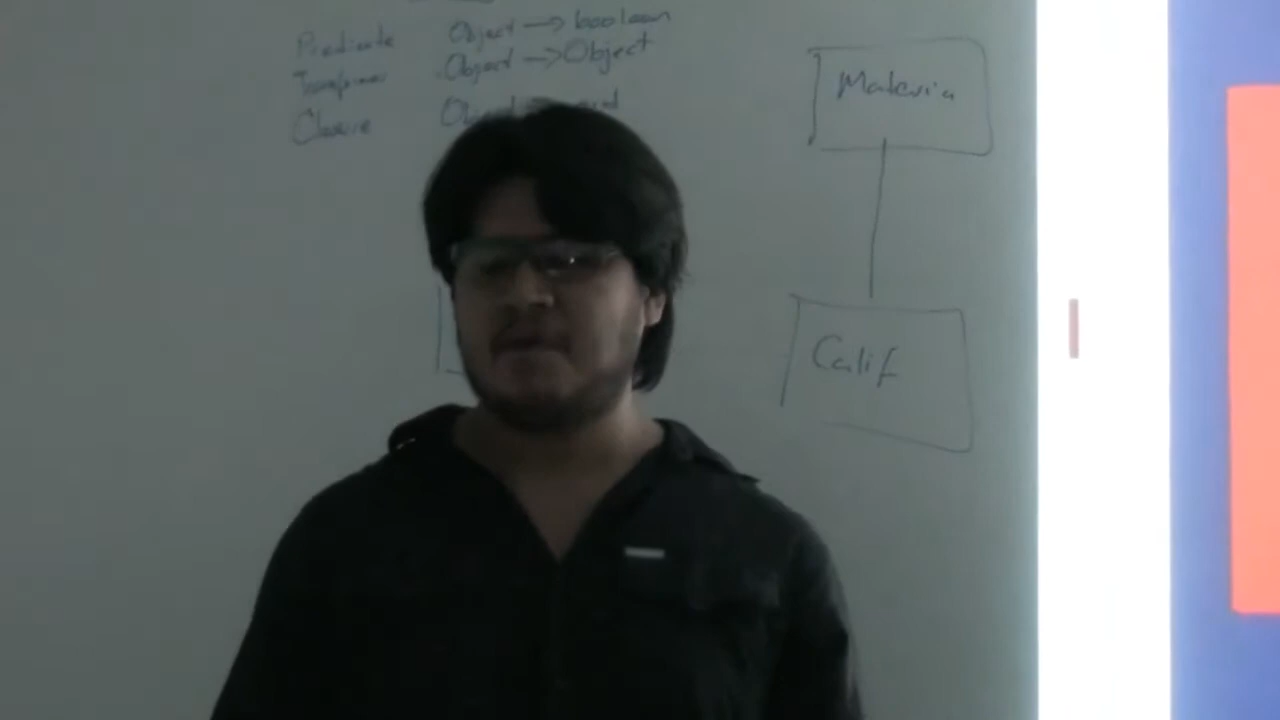 Predicate Object → boolean
Transformer Object → Object
Closure
Materia
Calif